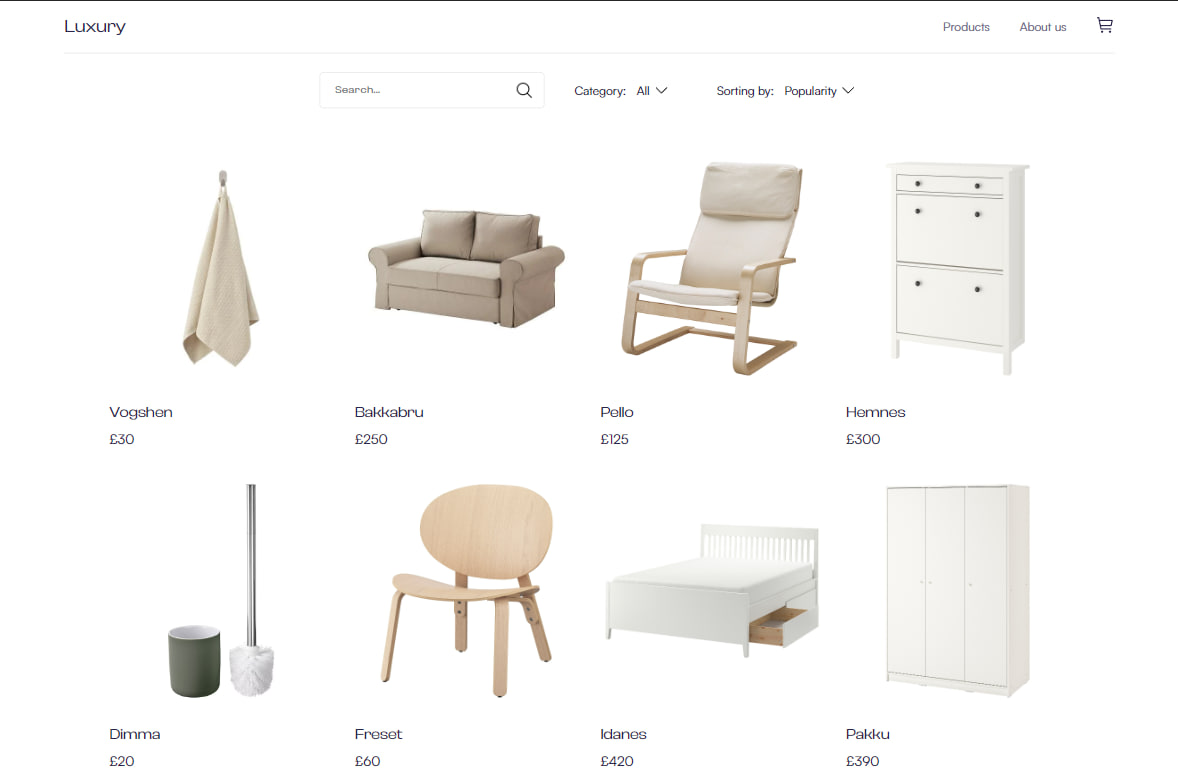 Luxury
Products About us
Search... Category: All Sorting by: Popularity
Vogshen Bakkabru Pello Hemnes
£30 £250 £125 £300
Dimma Freset Idanes Pakku
£20 £60 £420 £390